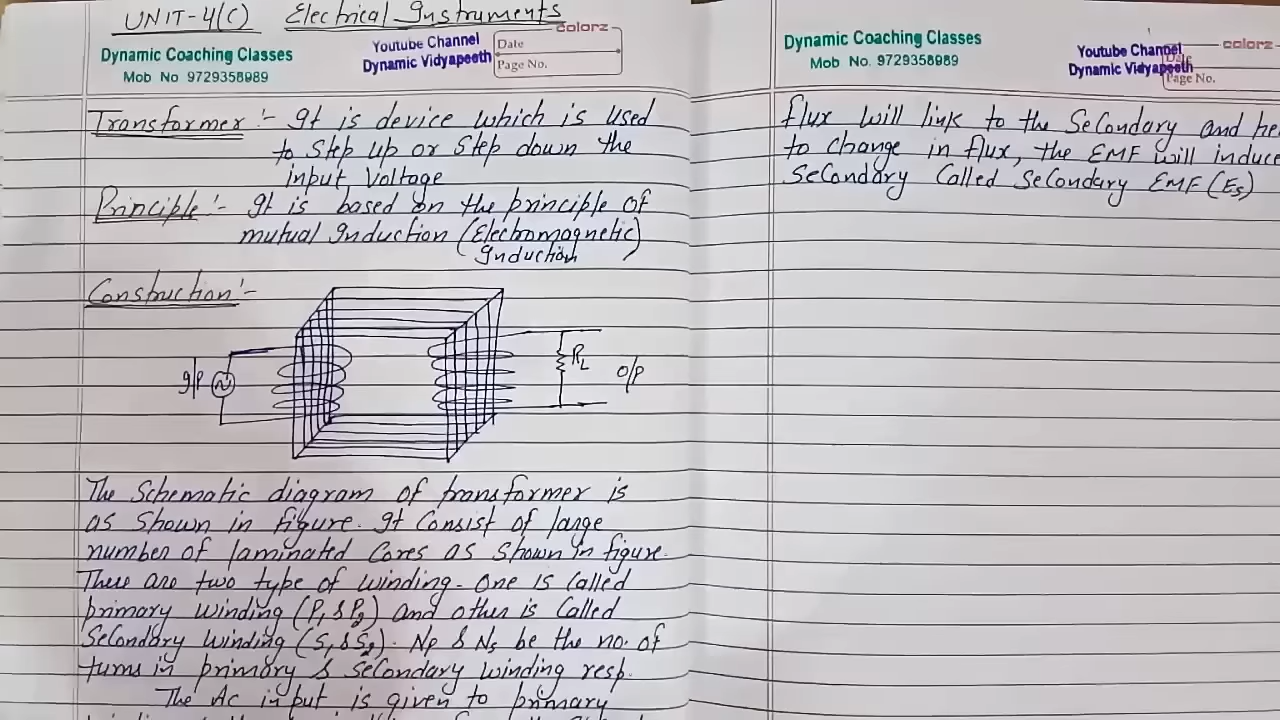 UNIT-4(C) Electrical Instruments
Dynamic Coaching Classes
Mob No 9729358989
Youtube Channel
Dynamic Vidyapeeth
colorz
Date
Page No.
Transformer :- It is device which is used
to Step up or Step down the
input Voltage
Principle :- It is based on the principle of
mutual Induction (Electromagnetic)
Induction
Construction :-
I/P
RL
O/P
The Schematic diagram of transformer is
as Shown in figure. It Consist of large
number of laminated Cores as Shown in figure.
There are two type of winding. One is Called
primary winding (P1 & P2) and other is Called
Secondary winding (S1 & S2). Np & Ns be the no. of
turns in primary & Secondary winding resp.
The Ac input is given to primary
Dynamic Coaching Classes
Mob No. 9729358989
Youtube Channel
Dynamic Vidyapeeth
colorz
Date
Page No.
flux will link to the Secondary and he
to change in flux, the EMF will induce
Secondary Called Secondary EMF (Es)